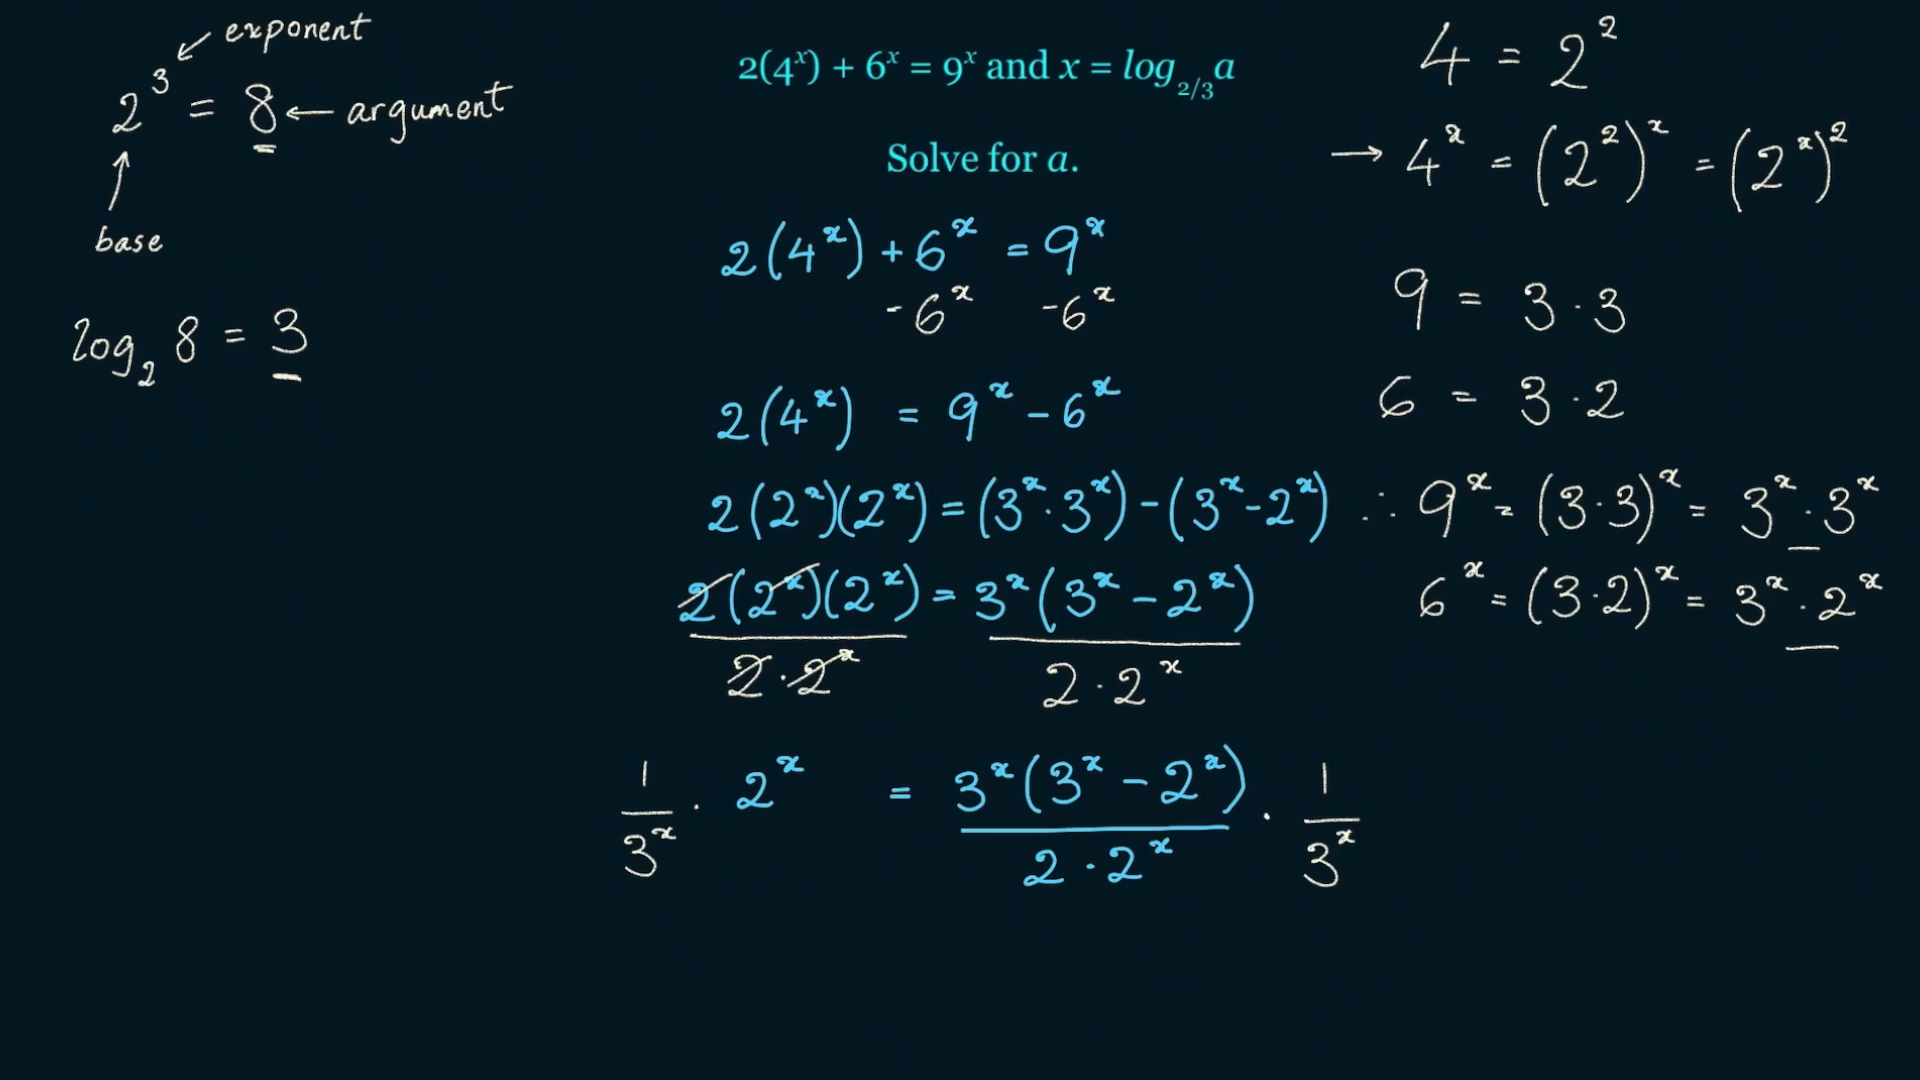 2³ = 8 ← argument
↙ exponent
↑
base
log₂ 8 = 3
2(4ˣ) + 6ˣ = 9ˣ and x = log_{2/3} a
Solve for a.
2(4ˣ) + 6ˣ = 9ˣ
-6ˣ -6ˣ
2(4ˣ) = 9ˣ - 6ˣ
2(2ˣ)(2ˣ) = (3ˣ · 3ˣ) - (3ˣ - 2ˣ)
2(2ˣ)(2ˣ) = 3ˣ(3ˣ - 2ˣ)
2 · 2ˣ 2 · 2ˣ
1/3ˣ · 2ˣ = 3ˣ(3ˣ - 2ˣ)/(2 · 2ˣ) · 1/3ˣ
4 = 2²
→ 4ˣ = (2²)ˣ = (2ˣ)²
9 = 3 · 3
6 = 3 · 2
∴ 9ˣ = (3·3)ˣ = 3ˣ · 3ˣ
6ˣ = (3·2)ˣ = 3ˣ · 2ˣ